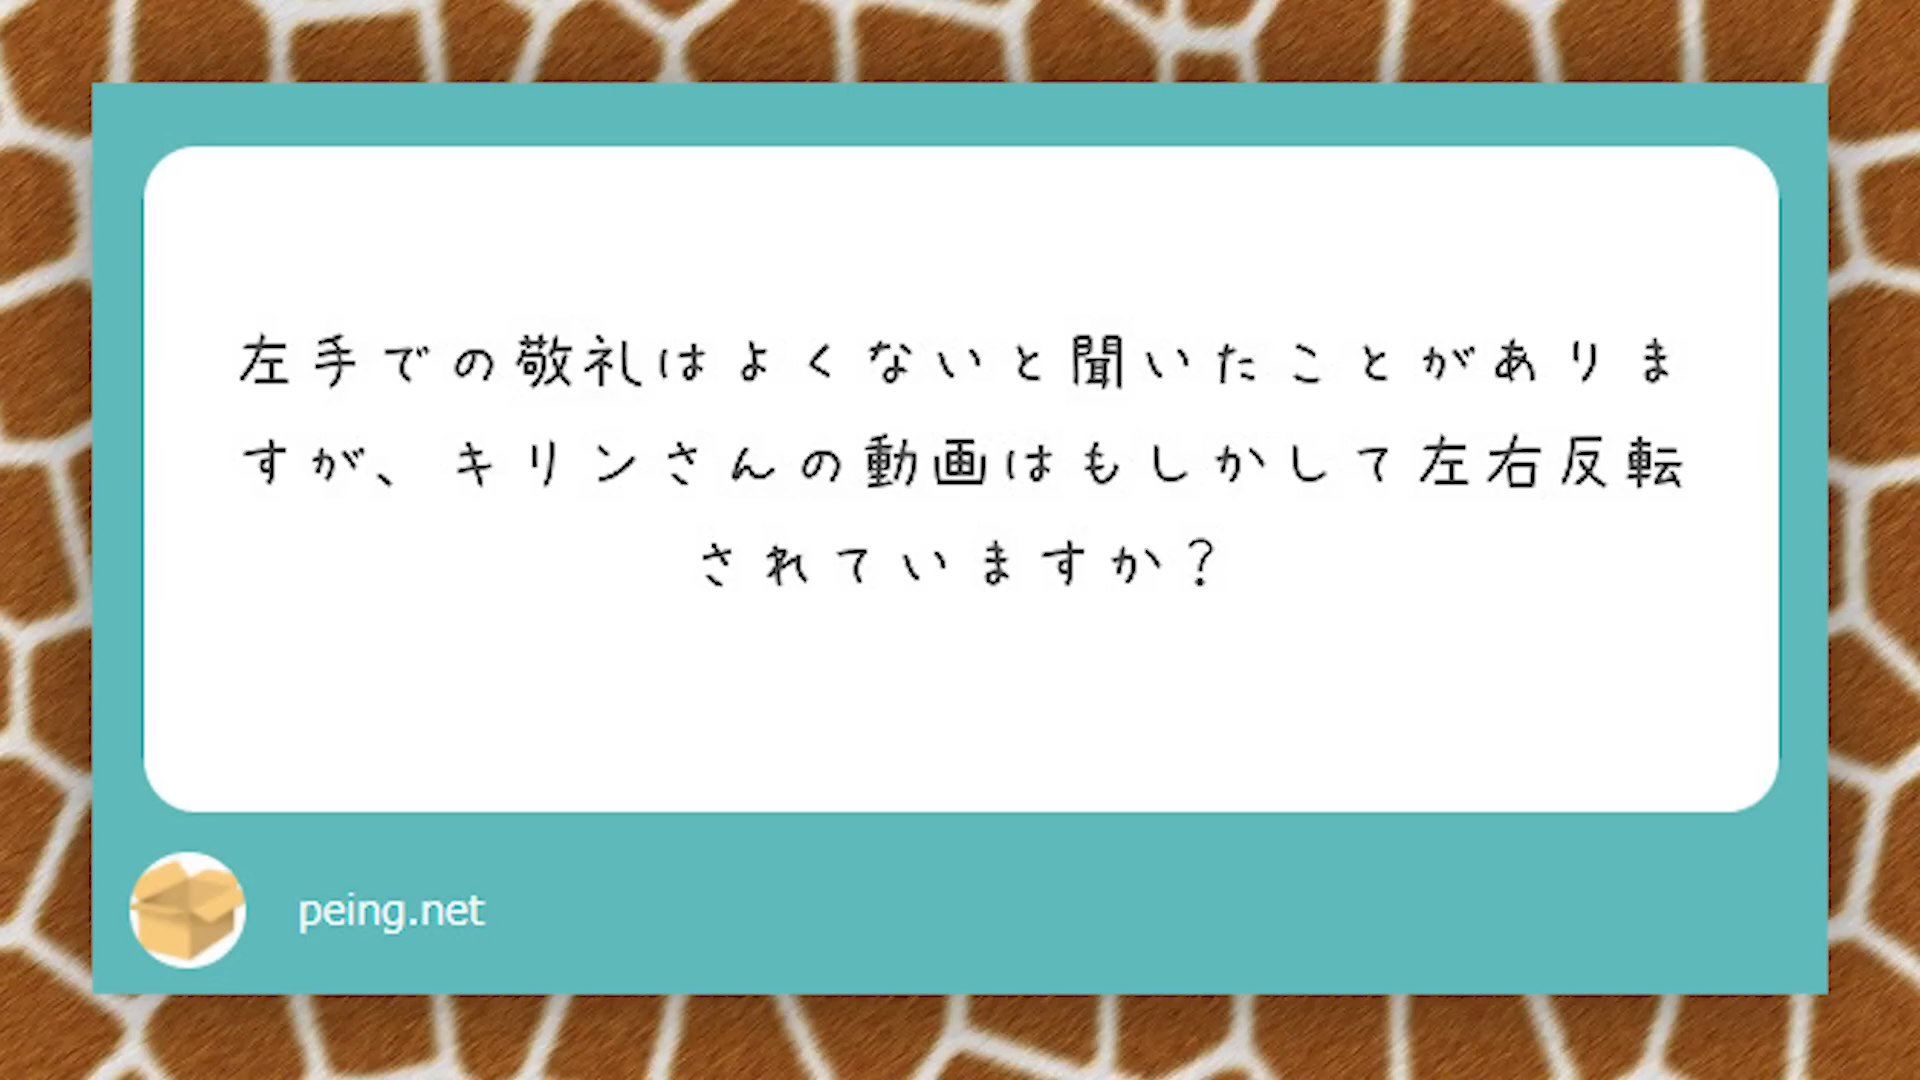 左手での敬礼はよくないと聞いたことがありま
すが、キリンさんの動画はもしかして左右反転
されていますか？
peing.net